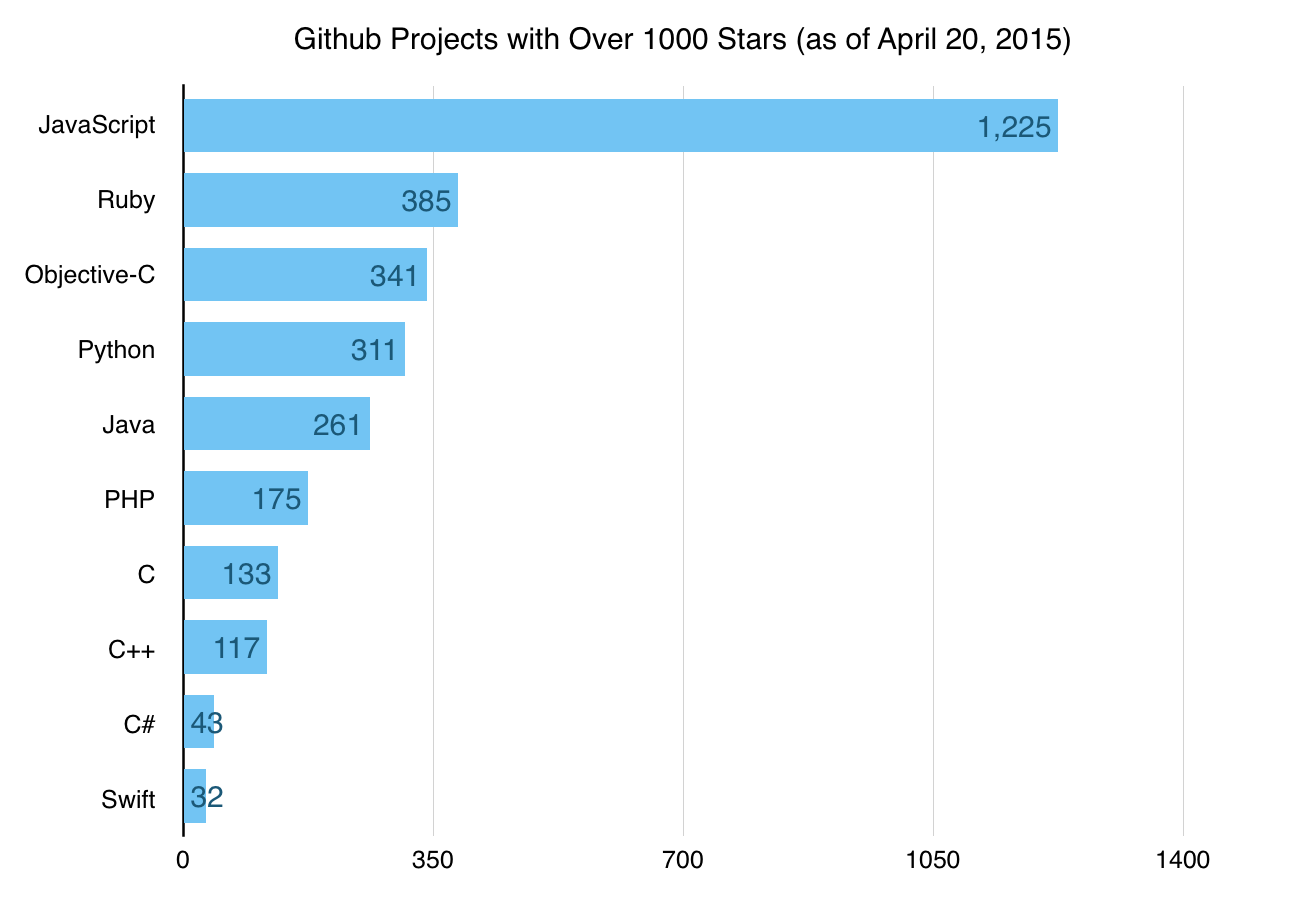 Github Projects with Over 1000 Stars (as of April 20, 2015)
JavaScript 1,225
Ruby 385
Objective-C 341
Python 311
Java 261
PHP 175
C 133
C++ 117
C# 43
Swift 32
0 350 700 1050 1400